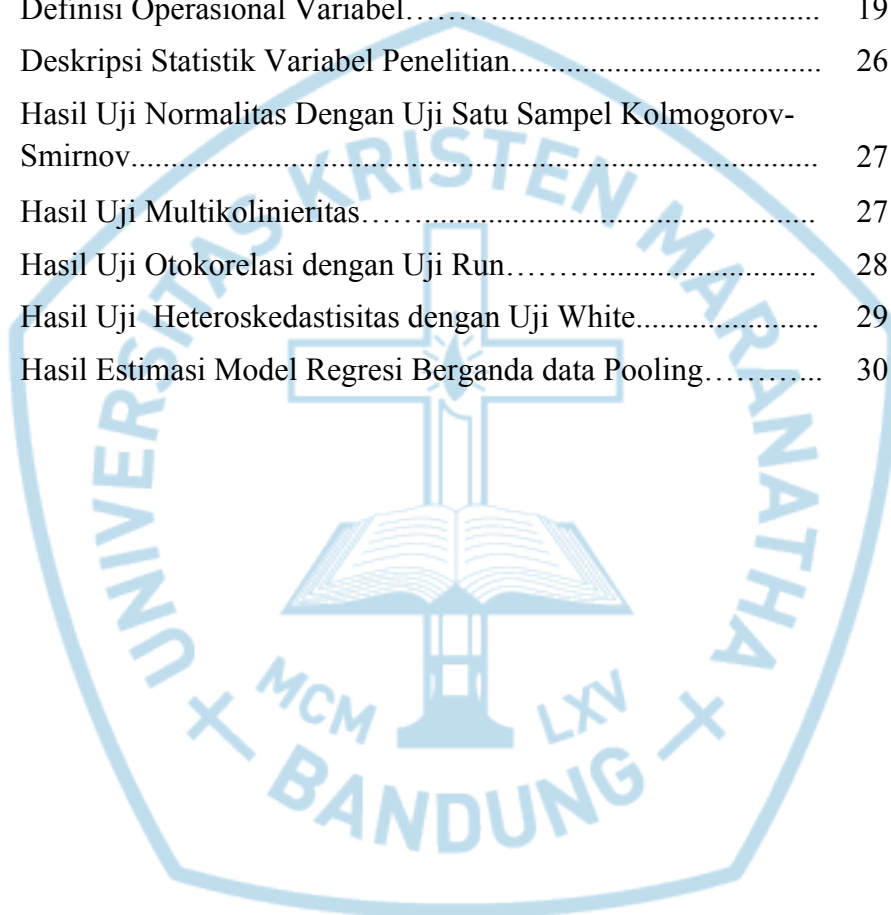 Definisi Operasional Variabel………....................................... 19
Deskripsi Statistik Variabel Penelitian.................................... 26
Hasil Uji Normalitas Dengan Uji Satu Sampel Kolmogorov-
Smirnov................................................................................ 27
Hasil Uji Multikolinieritas……............................................. 27
Hasil Uji Otokorelasi dengan Uji Run………......................... 28
Hasil Uji  Heteroskedastisitas dengan Uji White..................... 29
Hasil Estimasi Model Regresi Berganda data Pooling………... 30
UNIVERSITAS KRISTEN MARANATHA
MCM LXV
BANDUNG